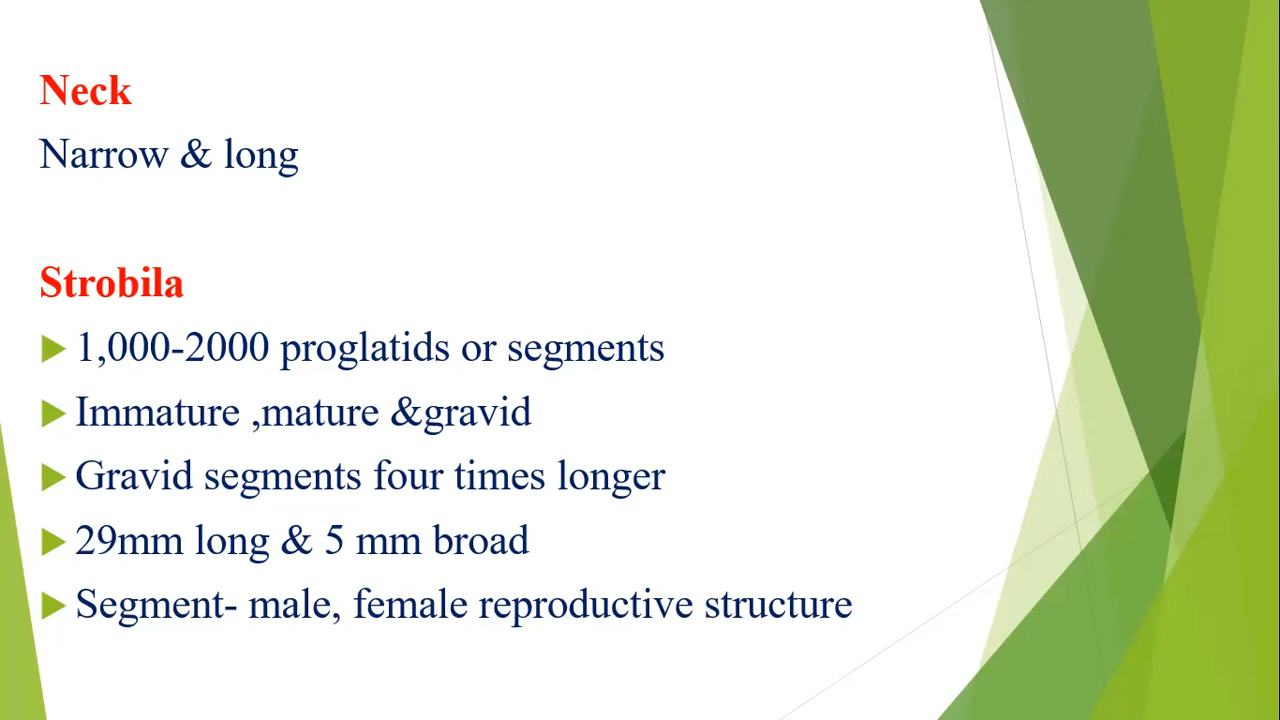 Neck
Narrow & long
Strobila
1,000-2000 proglatids or segments
Immature ,mature &gravid
Gravid segments four times longer
29mm long & 5 mm broad
Segment- male, female reproductive structure